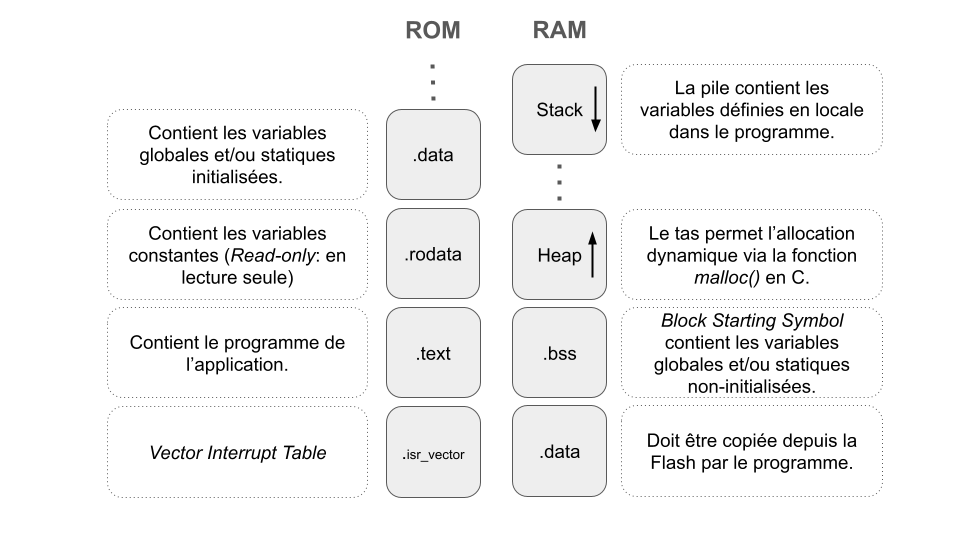 ROM
RAM
Contient les variables
globales et/ou statiques
initialisées.
.data
Stack
La pile contient les
variables définies en locale
dans le programme.
Contient les variables
constantes (Read-only: en
lecture seule)
.rodata
Heap
Le tas permet l’allocation
dynamique via la fonction
malloc() en C.
Contient le programme de
l’application.
.text
.bss
Block Starting Symbol
contient les variables
globales et/ou statiques
non-initialisées.
Vector Interrupt Table
.isr_vector
.data
Doit être copiée depuis la
Flash par le programme.